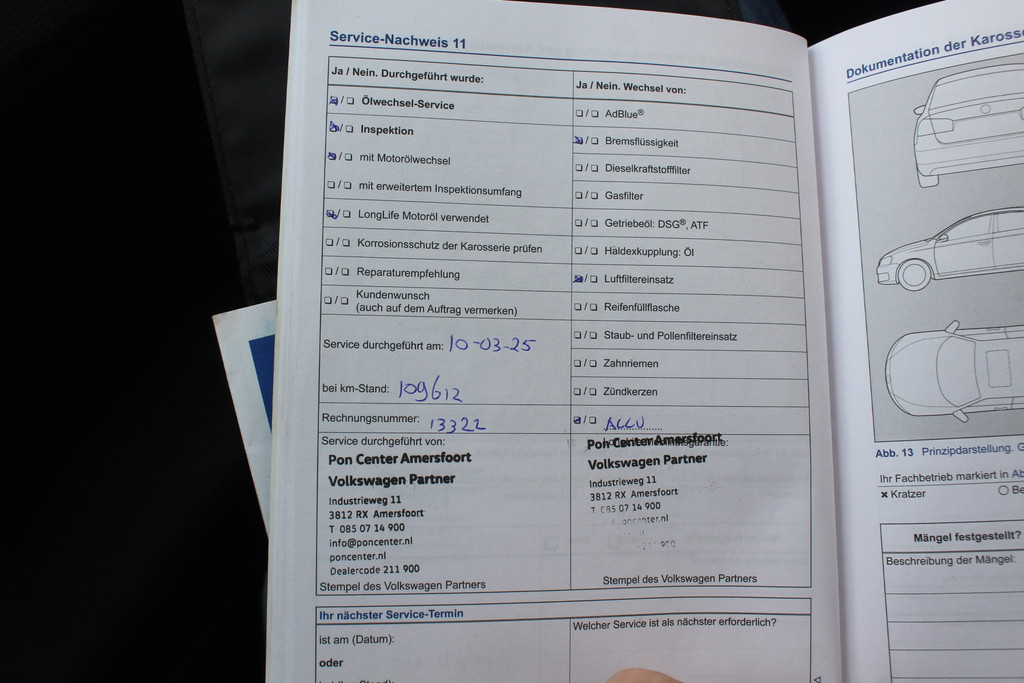 Service-Nachweis 11
Ja / Nein. Durchgeführt wurde:
☒/☐ Ölwechsel-Service
☒/☐ Inspektion
☒/☐ mit Motorölwechsel
☐/☐ mit erweitertem Inspektionsumfang
☒/☐ LongLife Motoröl verwendet
☐/☐ Korrosionsschutz der Karosserie prüfen
☐/☐ Reparaturempfehlung
☐/☐ Kundenwunsch
(auch auf dem Auftrag vermerken)
Service durchgeführt am: 10-03-25
bei km-Stand: 109612
Rechnungsnummer: 13322
Service durchgeführt von:
Pon Center Amersfoort
Volkswagen Partner
Industrieweg 11
3812 RX Amersfoort
T 085 07 14 900
info@poncenter.nl
poncenter.nl
Dealercode 211 900
Stempel des Volkswagen Partners
Ja / Nein. Wechsel von:
☐/☐ AdBlue®
☒/☐ Bremsflüssigkeit
☐/☐ Dieselkraftstofffilter
☐/☐ Gasfilter
☐/☐ Getriebeöl: DSG®, ATF
☐/☐ Haldexkupplung: Öl
☒/☐ Luftfiltereinsatz
☐/☐ Reifenfüllflasche
☐/☐ Staub- und Pollenfiltereinsatz
☐/☐ Zahnriemen
☐/☐ Zündkerzen
☒/☐ ACCU
Pon Center Amersfoort
Volkswagen Partner
Industrieweg 11
3812 RX Amersfoort
T 085 07 14 900
Stempel des Volkswagen Partners
Ihr nächster Service-Termin
ist am (Datum):
oder
Welcher Service ist als nächster erforderlich?
Dokumentation der Karosse
Abb. 13 Prinzipdarstellung. G
Ihr Fachbetrieb markiert in Ab
✖ Kratzer
○ Be
Mängel festgestellt?
Beschreibung der Mängel: